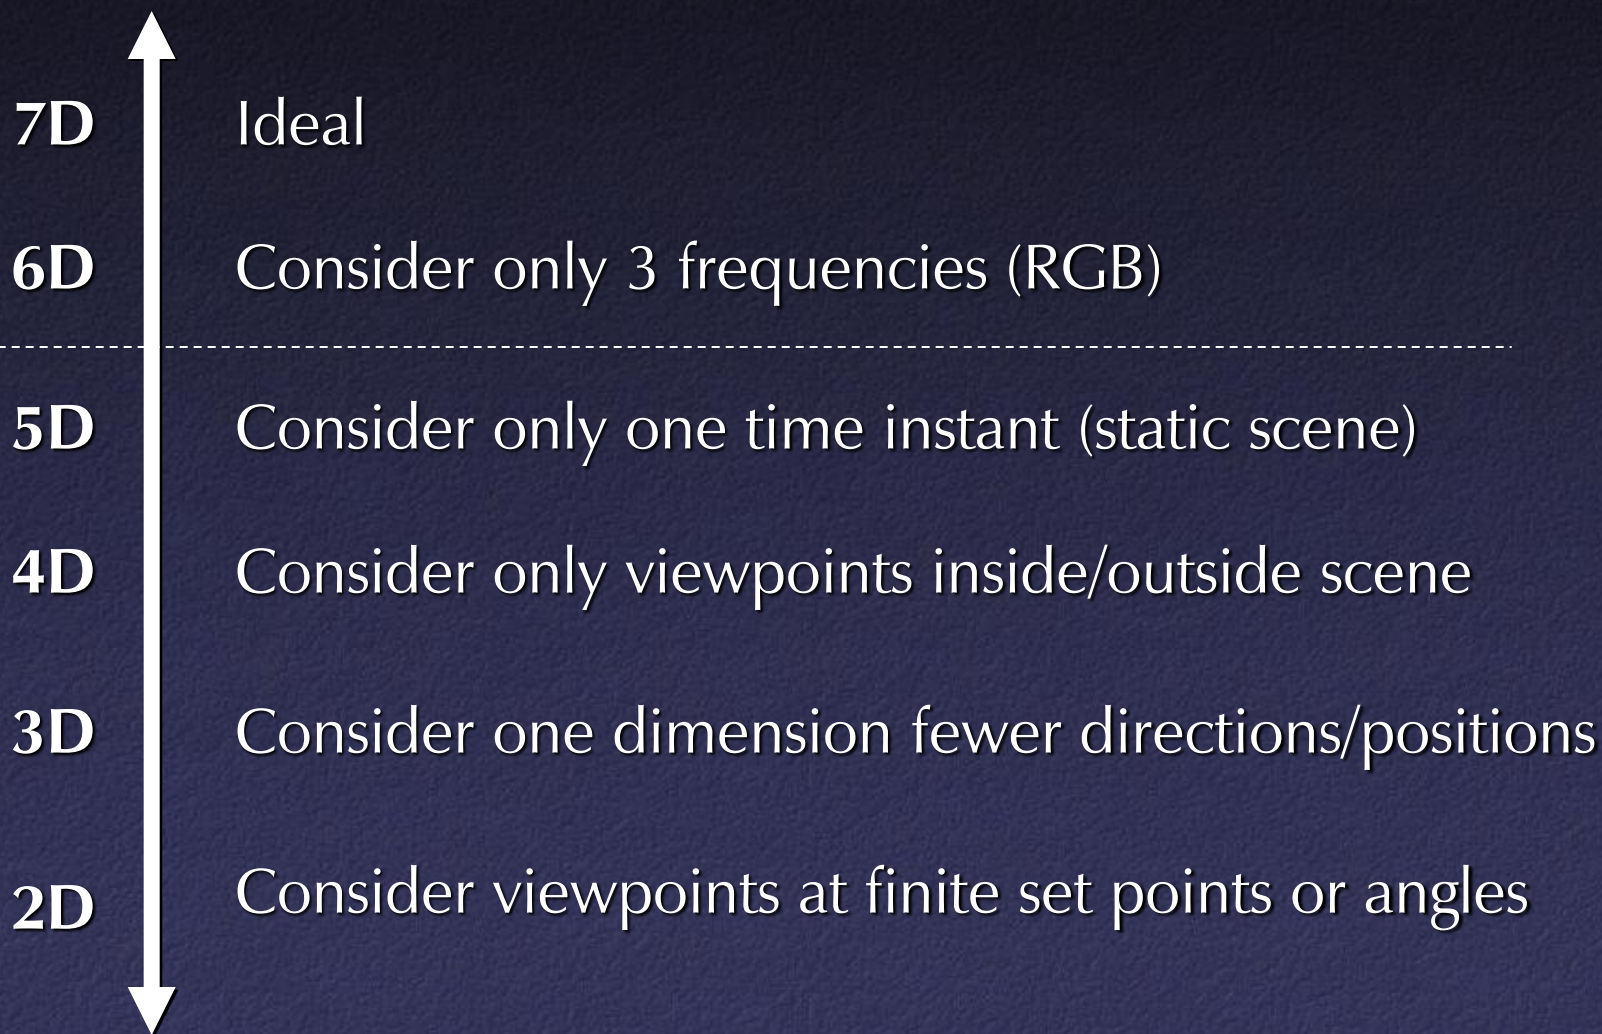 7D Ideal
6D Consider only 3 frequencies (RGB)
5D Consider only one time instant (static scene)
4D Consider only viewpoints inside/outside scene
3D Consider one dimension fewer directions/positions
2D Consider viewpoints at finite set points or angles